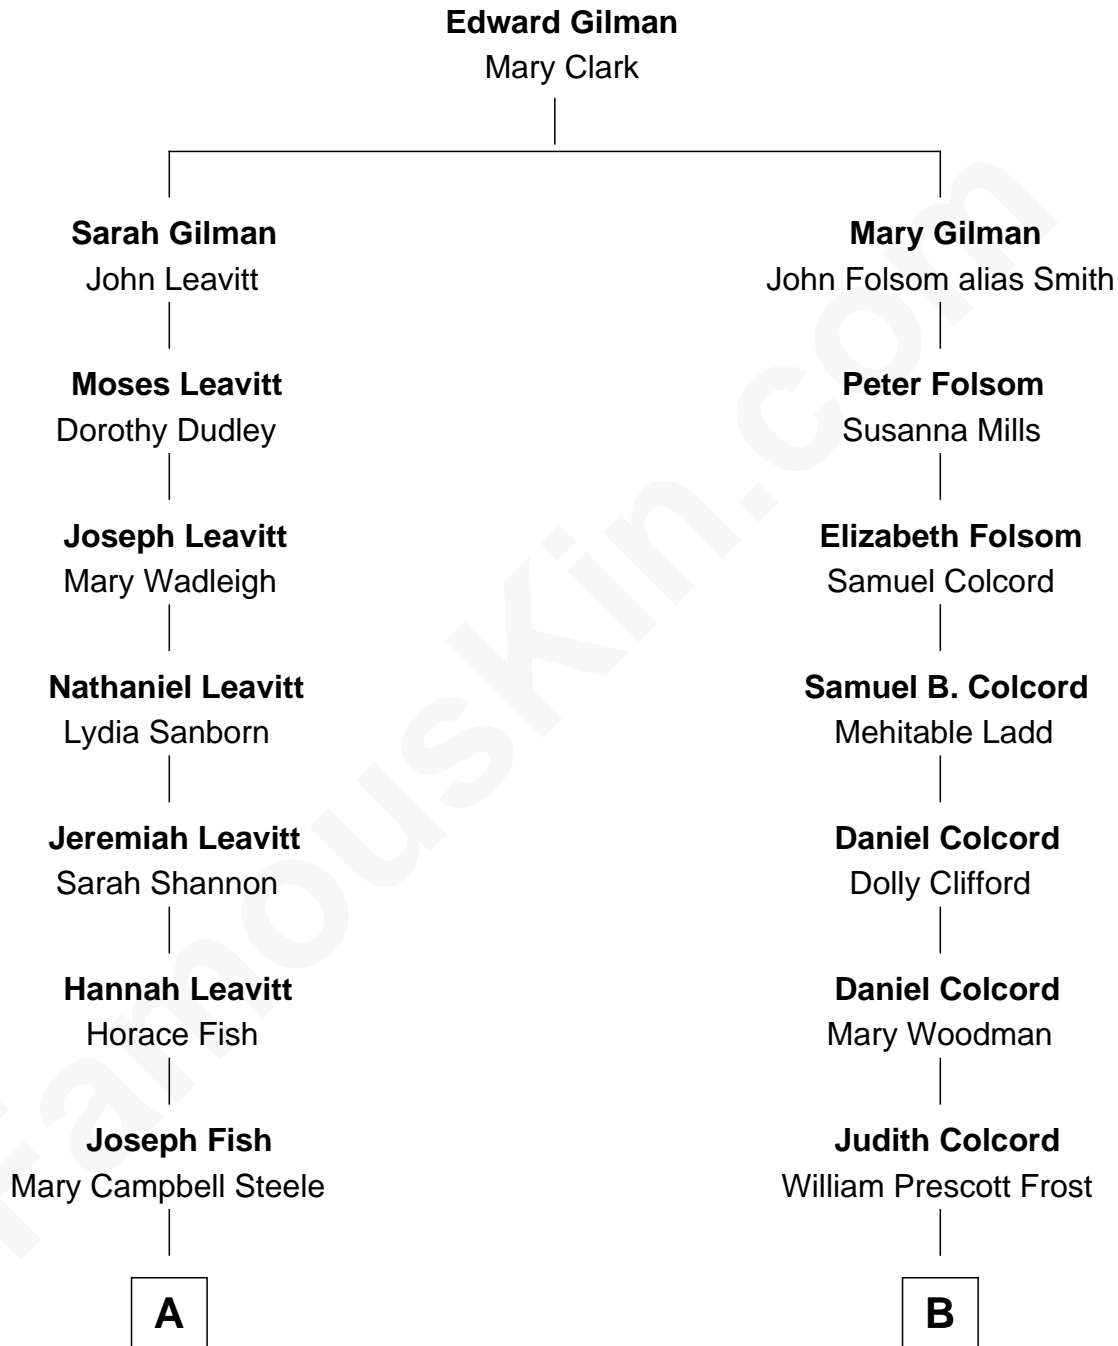 Edward Gilman
Mary Clark
Sarah Gilman
John Leavitt
Mary Gilman
John Folsom alias Smith
Moses Leavitt
Dorothy Dudley
Peter Folsom
Susanna Mills
Joseph Leavitt
Mary Wadleigh
Elizabeth Folsom
Samuel Colcord
Nathaniel Leavitt
Lydia Sanborn
Samuel B. Colcord
Mehitable Ladd
Jeremiah Leavitt
Sarah Shannon
Daniel Colcord
Dolly Clifford
Hannah Leavitt
Horace Fish
Daniel Colcord
Mary Woodman
Joseph Fish
Mary Campbell Steele
Judith Colcord
William Prescott Frost
A
B
FamousKin.com